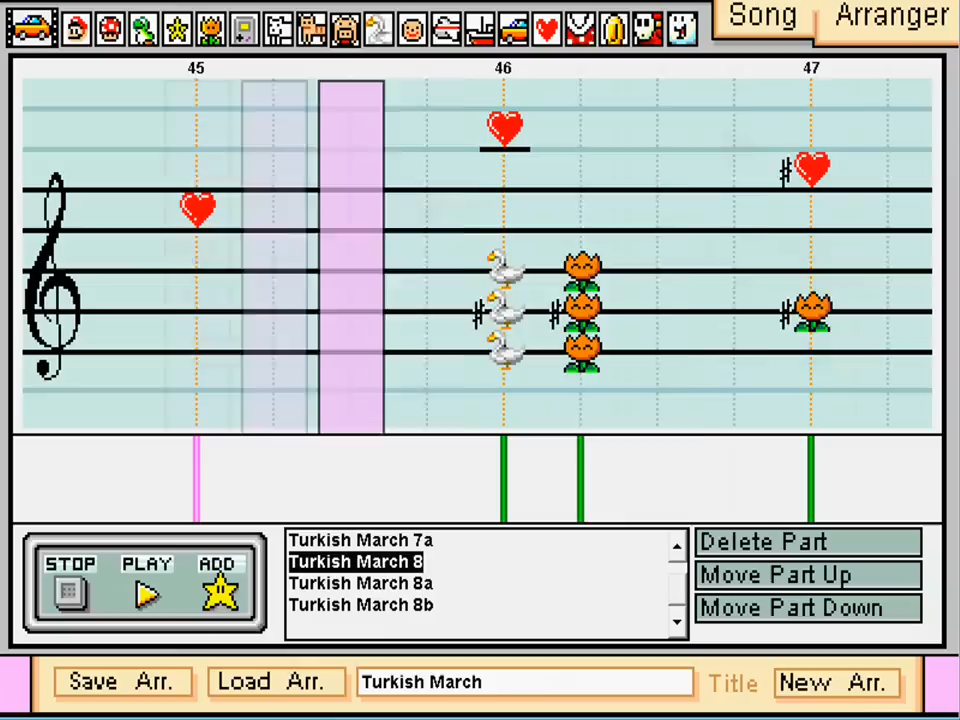 Song Arranger
45 46 47
STOP PLAY ADD
Turkish March 7a
Turkish March 8
Turkish March 8a
Turkish March 8b
Delete Part
Move Part Up
Move Part Down
Save Arr. Load Arr. Turkish March Title New Arr.